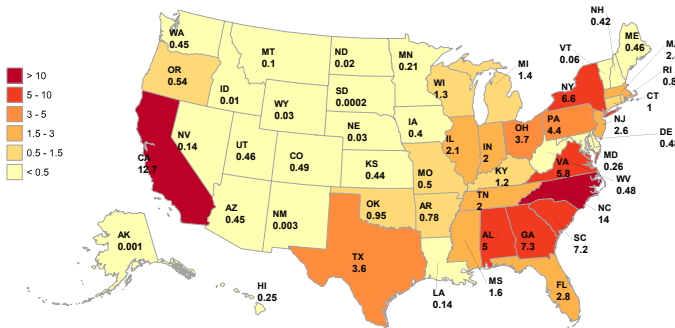 > 10
5 - 10
3 - 5
1.5 - 3
0.5 - 1.5
< 0.5
WA
0.45
OR
0.54
CA
12.7
NV
0.14
ID
0.01
MT
0.1
WY
0.03
UT
0.46
CO
0.49
AZ
0.45
NM
0.003
ND
0.02
SD
0.0002
NE
0.03
KS
0.44
OK
0.95
TX
3.6
MN
0.21
IA
0.4
MO
0.5
AR
0.78
LA
0.14
WI
1.3
IL
2.1
IN
2
MI
1.4
OH
3.7
KY
1.2
TN
2
MS
1.6
AL
5
GA
7.3
FL
2.8
SC
7.2
NC
14
VA
5.8
WV
0.48
MD
0.26
DE
NJ
2.6
PA
4.4
NY
6.6
CT
1
RI
VT
0.06
NH
0.42
ME
0.46
AK
0.001
HI
0.25